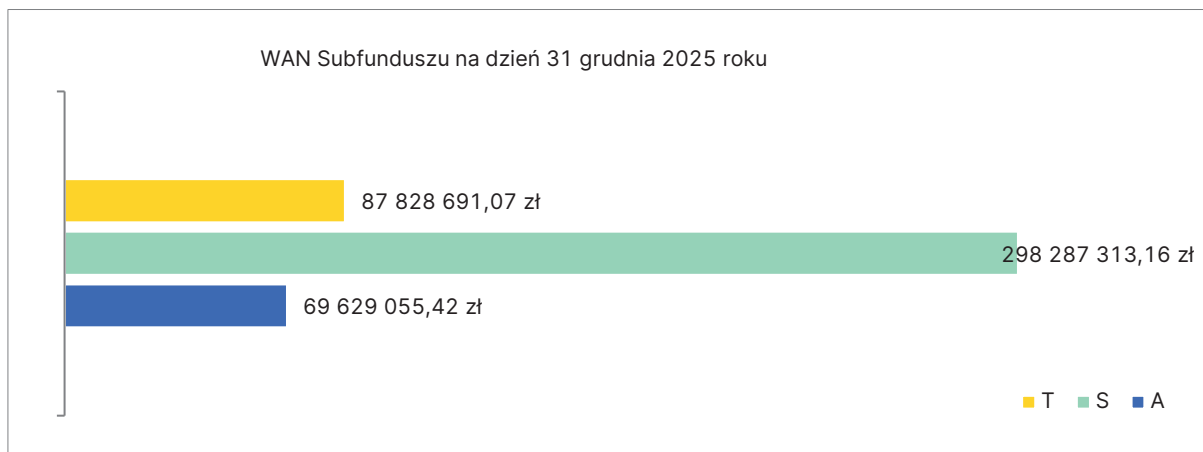 WAN Subfunduszu na dzień 31 grudnia 2025 roku
87 828 691,07 zł
298 287 313,16 zł
69 629 055,42 zł
T S A